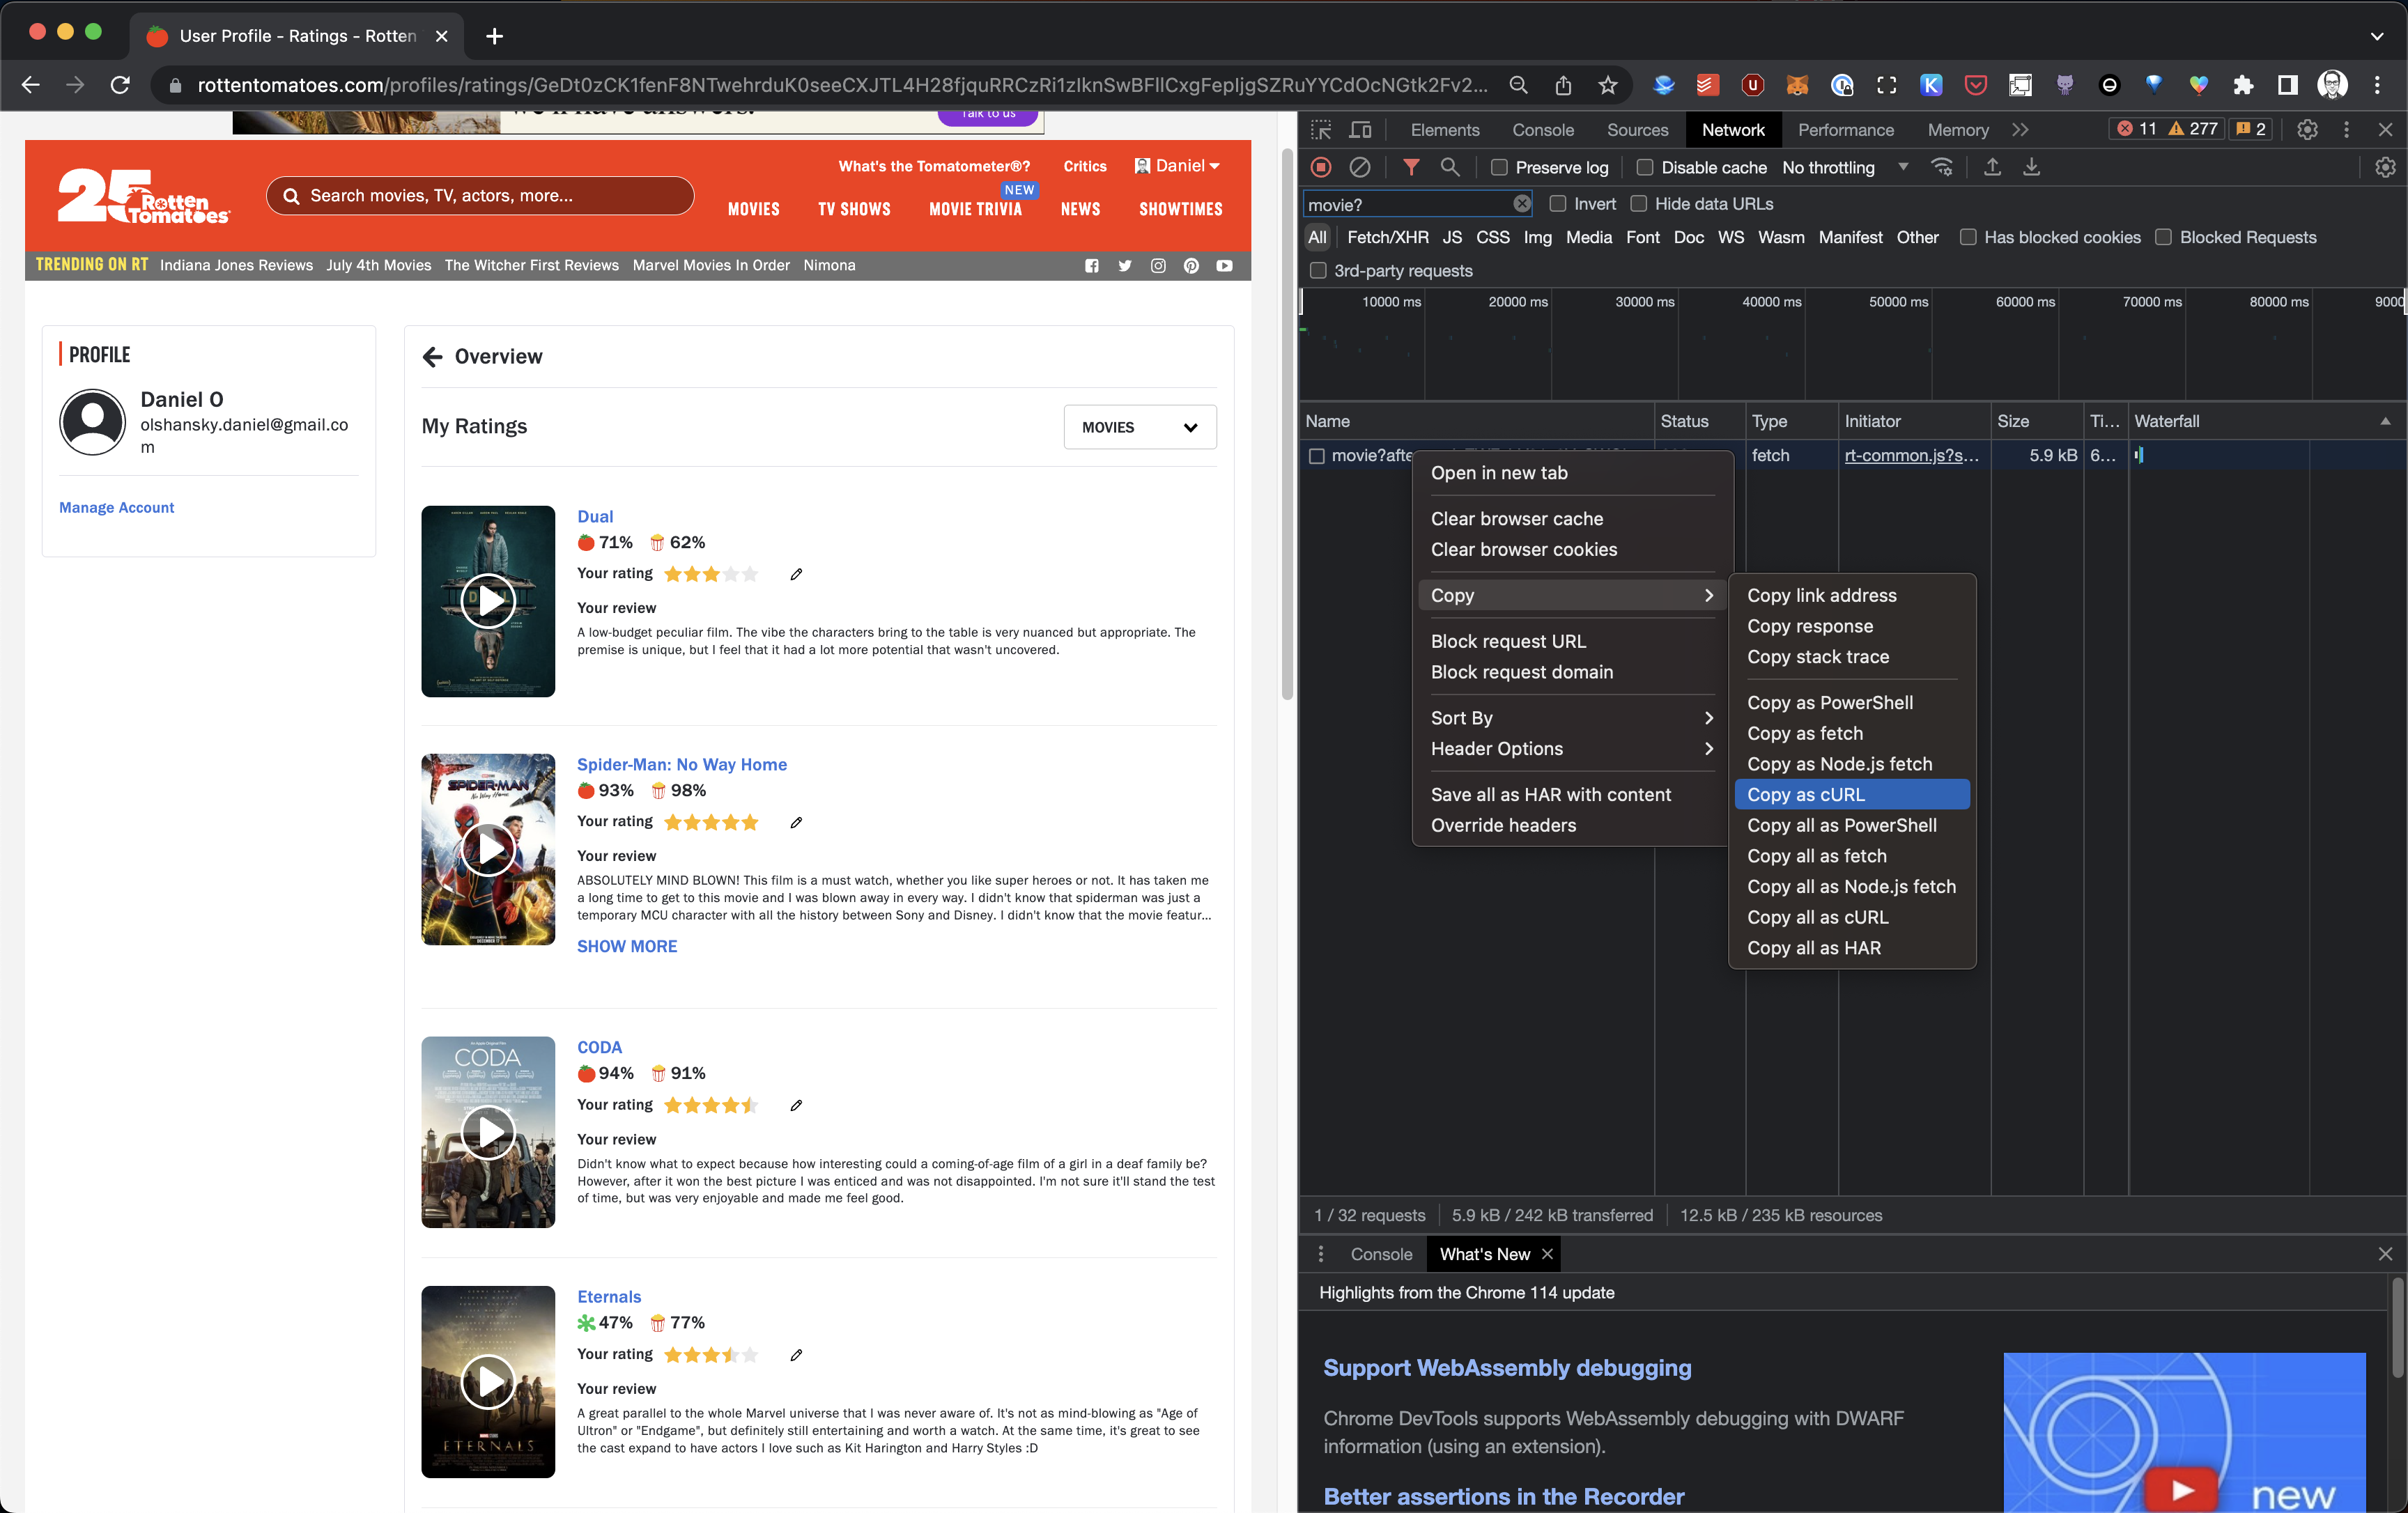 User Profile - Ratings - Rotten
rottentomatoes.com/profiles/ratings/GeDt0zCK1fenF8NTwehrduK0seeCXJTL4H28fjquRRCzRi1zIknSwBFllCxgFepIjgSZRuYYCdOcNGtk2Fv2...
Talk to us
25 Rotten Tomatoes
Search movies, TV, actors, more...
What's the Tomatometer®? Critics Daniel
NEW
MOVIES TV SHOWS MOVIE TRIVIA NEWS SHOWTIMES
TRENDING ON RT Indiana Jones Reviews July 4th Movies The Witcher First Reviews Marvel Movies In Order Nimona
PROFILE
Daniel O
olshansky.daniel@gmail.co
m
Manage Account
Overview
My Ratings
MOVIES
Dual
71% 62%
Your rating
Your review
A low-budget peculiar film. The vibe the characters bring to the table is very nuanced but appropriate. The
premise is unique, but I feel that it had a lot more potential that wasn't uncovered.
SPIDER-MAN
No Way Home
Spider-Man: No Way Home
93% 98%
Your rating
Your review
ABSOLUTELY MIND BLOWN! This film is a must watch, whether you like super heroes or not. It has taken me
a long time to get to this movie and I was blown away in every way. I didn't know that spiderman was just a
temporary MCU character with all the history between Sony and Disney. I didn't know that the movie featur...
SHOW MORE
CODA
CODA
94% 91%
Your rating
Your review
Didn't know what to expect because how interesting could a coming-of-age film of a girl in a deaf family be?
However, after it won the best picture I was enticed and was not disappointed. I'm not sure it'll stand the test
of time, but was very enjoyable and made me feel good.
ETERNALS
Eternals
47% 77%
Your rating
Your review
A great parallel to the whole Marvel universe that I was never aware of. It's not as mind-blowing as "Age of
Ultron" or "Endgame", but definitely still entertaining and worth a watch. At the same time, it's great to see
the cast expand to have actors I love such as Kit Harington and Harry Styles :D
Elements Console Sources Network Performance Memory 11 277 2
Preserve log Disable cache No throttling
movie? Invert Hide data URLs
All Fetch/XHR JS CSS Img Media Font Doc WS Wasm Manifest Other Has blocked cookies Blocked Requests
3rd-party requests
10000 ms 20000 ms 30000 ms 40000 ms 50000 ms 60000 ms 70000 ms 80000 ms 9000
Name Status Type Initiator Size Ti... Waterfall
movie?afte fetch rt-common.js?s... 5.9 kB 6...
Open in new tab
Clear browser cache
Clear browser cookies
Copy
Block request URL
Block request domain
Sort By
Header Options
Save all as HAR with content
Override headers
Copy link address
Copy response
Copy stack trace
Copy as PowerShell
Copy as fetch
Copy as Node.js fetch
Copy as cURL
Copy all as PowerShell
Copy all as fetch
Copy all as Node.js fetch
Copy all as cURL
Copy all as HAR
1 / 32 requests 5.9 kB / 242 kB transferred 12.5 kB / 235 kB resources
Console What's New
Highlights from the Chrome 114 update
Support WebAssembly debugging
Chrome DevTools supports WebAssembly debugging with DWARF
information (using an extension).
Better assertions in the Recorder
new